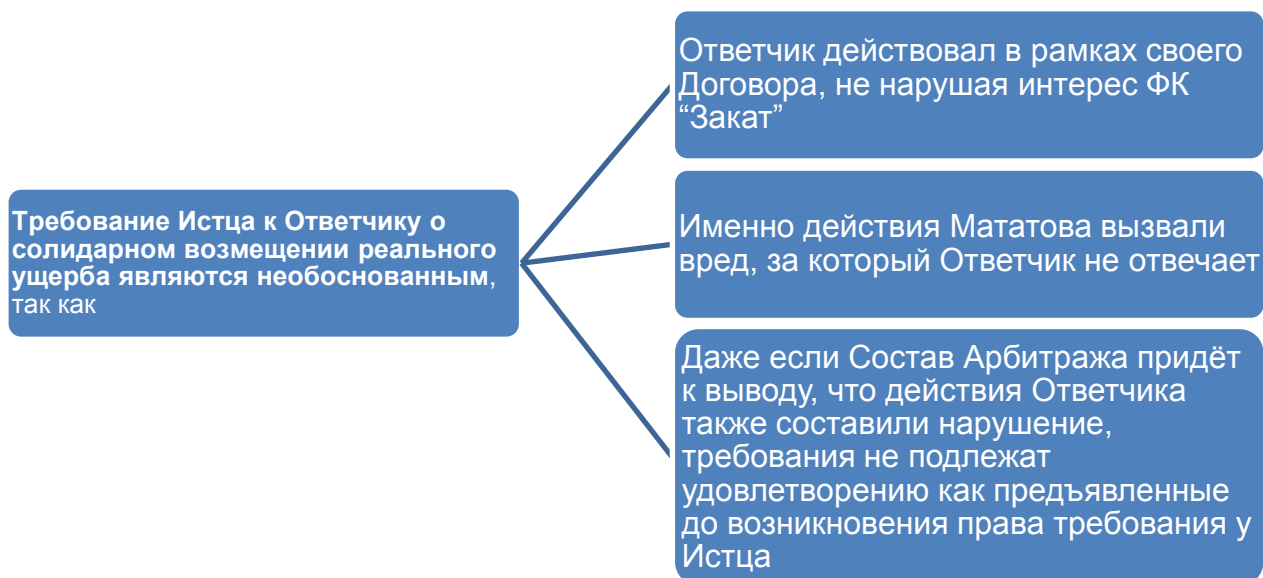 Требование Истца к Ответчику о
солидарном возмещении реального
ущерба являются необоснованным,
так как
Ответчик действовал в рамках своего
Договора, не нарушая интерес ФК
“Закат”
Именно действия Мататова вызвали
вред, за который Ответчик не отвечает
Даже если Состав Арбитража придёт
к выводу, что действия Ответчика
также составили нарушение,
требования не подлежат
удовлетворению как предъявленные
до возникновения права требования у
Истца